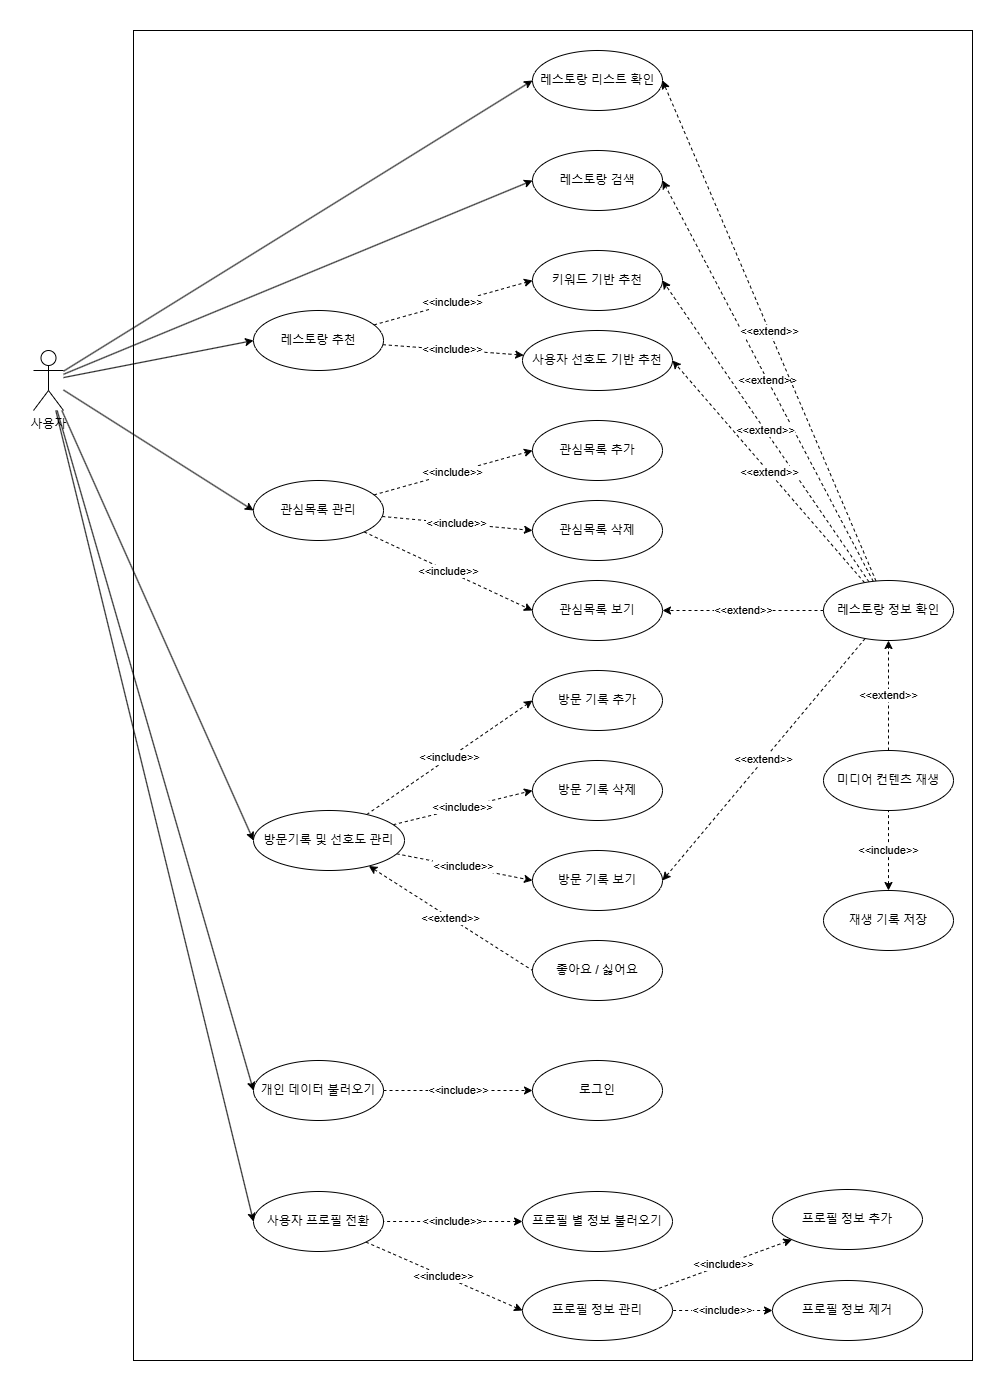 레스토랑 리스트 확인
레스토랑 검색
키워드 기반 추천
<<include>>
레스토랑 추천
<<include>>
사용자 선호도 기반 추천
<<extend>>
<<extend>>
<<extend>>
<<extend>>
사용자
관심목록 추가
<<include>>
관심목록 관리
<<include>>
관심목록 삭제
<<include>>
관심목록 보기
<<extend>>
레스토랑 정보 확인
방문 기록 추가
<<extend>>
<<include>>
<<extend>>
미디어 컨텐츠 재생
방문 기록 삭제
<<include>>
방문기록 및 선호도 관리
<<include>>
방문 기록 보기
<<include>>
<<extend>>
재생 기록 저장
좋아요 / 싫어요
개인 데이터 불러오기
<<include>>
로그인
사용자 프로필 전환
<<include>>
프로필 별 정보 불러오기
프로필 정보 추가
<<include>>
<<include>>
프로필 정보 관리
<<include>>
프로필 정보 제거